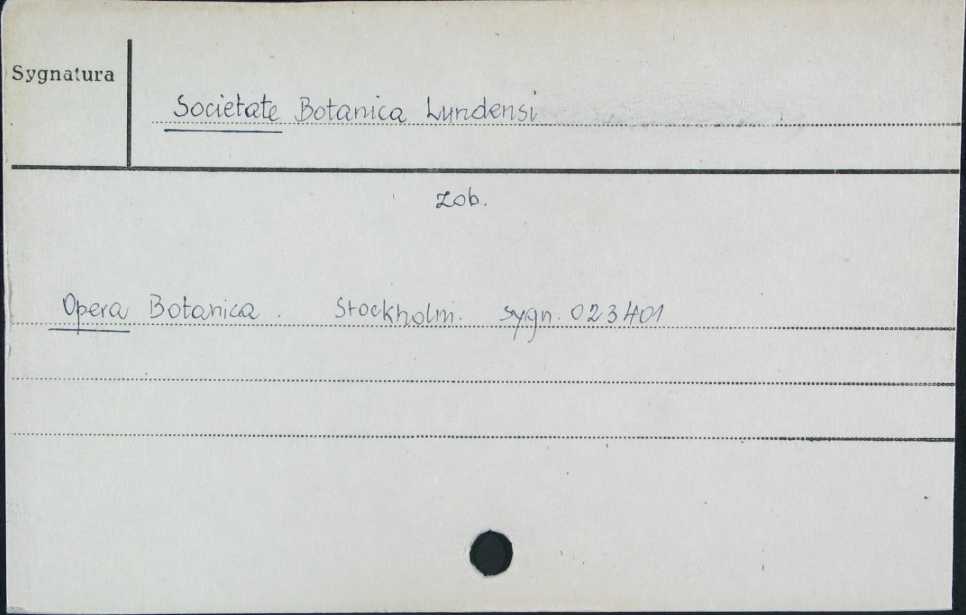 Sygnatura
Societate Botanica Lundensi
zob.
Opera Botanica. Stockholm. sygn. 023401